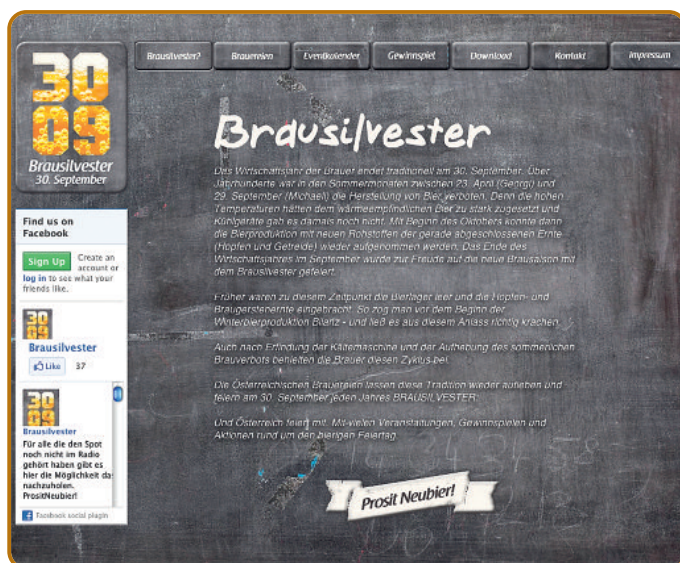 30
09
Brausilvester
30. September
Brausilvester?
Brauereien
Eventkalender
Gewinnspiel
Download
Kontakt
Impressum
Brausilvester
Das Wirtschaftsjahr der Brauer endet traditionell am 30. September. Über
Jahrhunderte war in den Sommermonaten zwischen 23. April (Georgi) und
29. September (Michaeli) die Herstellung von Bier verboten. Denn die hohen
Temperaturen hätten dem wärmeempfindlichen Bier zu stark zugesetzt und
Kühlgeräte gab es damals noch nicht. Mit Beginn des Oktobers konnte dann
die Bierproduktion mit neuen Rohstoffen der gerade abgeschlossenen Ernte
(Hopfen und Getreide) wieder aufgenommen werden. Das Ende des
Wirtschaftsjahres im September wurde zur Freude auf die neue Brausaison mit
dem Brausilvester gefeiert.
Früher waren zu diesem Zeitpunkt die Bierlager leer und die Hopfen- und
Braugerstenernte eingebracht. So zog man vor dem Beginn der
Winterbierproduktion Bilanz - und ließ es aus diesem Anlass richtig krachen.
Auch nach Erfindung der Kältemaschine und der Aufhebung des sommerlichen
Brauverbots behielten die Brauer diesen Zyklus bei.
Die Österreichischen Brauereien lassen diese Tradition wieder aufleben und
feiern am 30. September jeden Jahres BRAUSILVESTER.
Und Österreich feiert mit. Mit vielen Veranstaltungen, Gewinnspielen und
Aktionen rund um den bierigen Feiertag.
Prosit Neubier!
Find us on
Facebook
Sign Up Create an
account or
log in to see what your
friends like.
30
09
Brausilvester
Like 37
30
09
Brausilvester
Für alle die den Spot
noch nicht im Radio
gehört haben gibt es
hier die Möglichkeit das
nachzuholen.
PrositNeubier!
Facebook social plugin